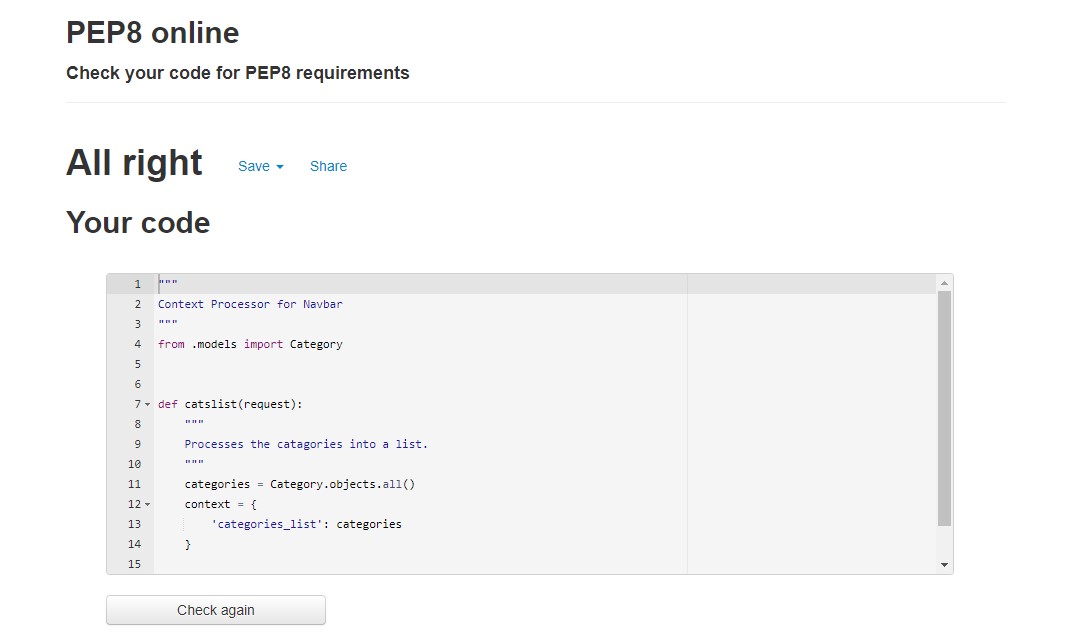 PEP8 online
Check your code for PEP8 requirements
All right Save Share
Your code
1 """
2 Context Processor for Navbar
3 """
4 from .models import Category
5
6
7 def catslist(request):
8 """
9 Processes the catagories into a list.
10 """
11 categories = Category.objects.all()
12 context = {
13 'categories_list': categories
14 }
15
Check again